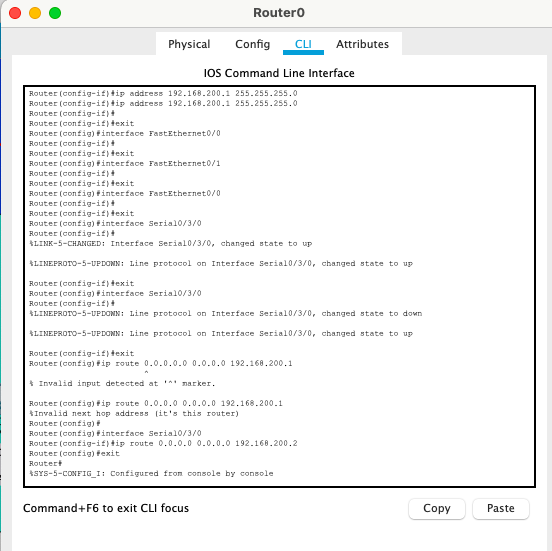 Router0
Physical Config CLI Attributes
IOS Command Line Interface
Router(config-if)#ip address 192.168.200.1 255.255.255.0
Router(config-if)#ip address 192.168.200.1 255.255.255.0
Router(config-if)#
Router(config-if)#exit
Router(config)#interface FastEthernet0/0
Router(config-if)#
Router(config-if)#exit
Router(config)#interface FastEthernet0/1
Router(config-if)#
Router(config-if)#exit
Router(config)#interface FastEthernet0/0
Router(config-if)#
Router(config-if)#exit
Router(config)#interface Serial0/3/0
Router(config-if)#
%LINK-5-CHANGED: Interface Serial0/3/0, changed state to up
%LINEPROTO-5-UPDOWN: Line protocol on Interface Serial0/3/0, changed state to up
Router(config-if)#exit
Router(config)#interface Serial0/3/0
Router(config-if)#
%LINEPROTO-5-UPDOWN: Line protocol on Interface Serial0/3/0, changed state to down
%LINEPROTO-5-UPDOWN: Line protocol on Interface Serial0/3/0, changed state to up
Router(config-if)#exit
Router(config)#ip route 0.0.0.0.0 0.0.0.0 192.168.200.1
^
% Invalid input detected at '^' marker.
Router(config)#ip route 0.0.0.0 0.0.0.0 192.168.200.1
%Invalid next hop address (it's this router)
Router(config)#
Router(config)#interface Serial0/3/0
Router(config-if)#ip route 0.0.0.0 0.0.0.0 192.168.200.2
Router(config)#exit
Router#
%SYS-5-CONFIG_I: Configured from console by console
Command+F6 to exit CLI focus
Copy Paste